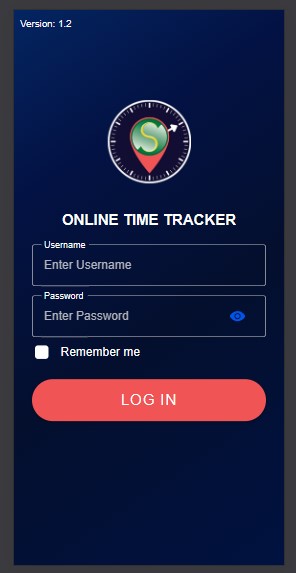 Version: 1.2
S
ONLINE TIME TRACKER
Username
Enter Username
Password
Enter Password
Remember me
LOG IN